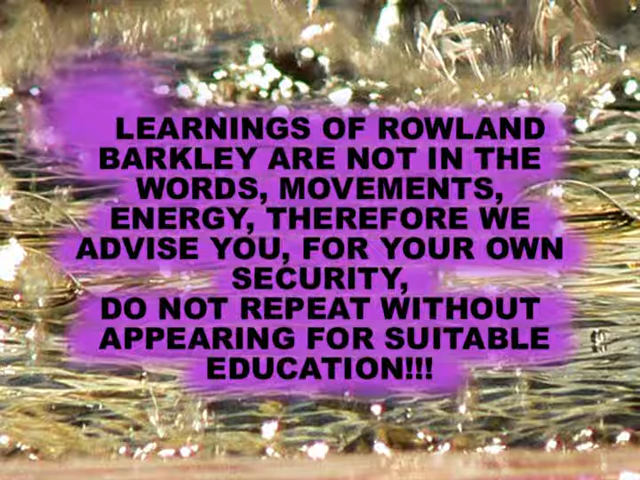 LEARNINGS OF ROWLAND
BARKLEY ARE NOT IN THE
WORDS, MOVEMENTS,
ENERGY, THEREFORE WE
ADVISE YOU, FOR YOUR OWN
SECURITY,
DO NOT REPEAT WITHOUT
APPEARING FOR SUITABLE
EDUCATION!!!